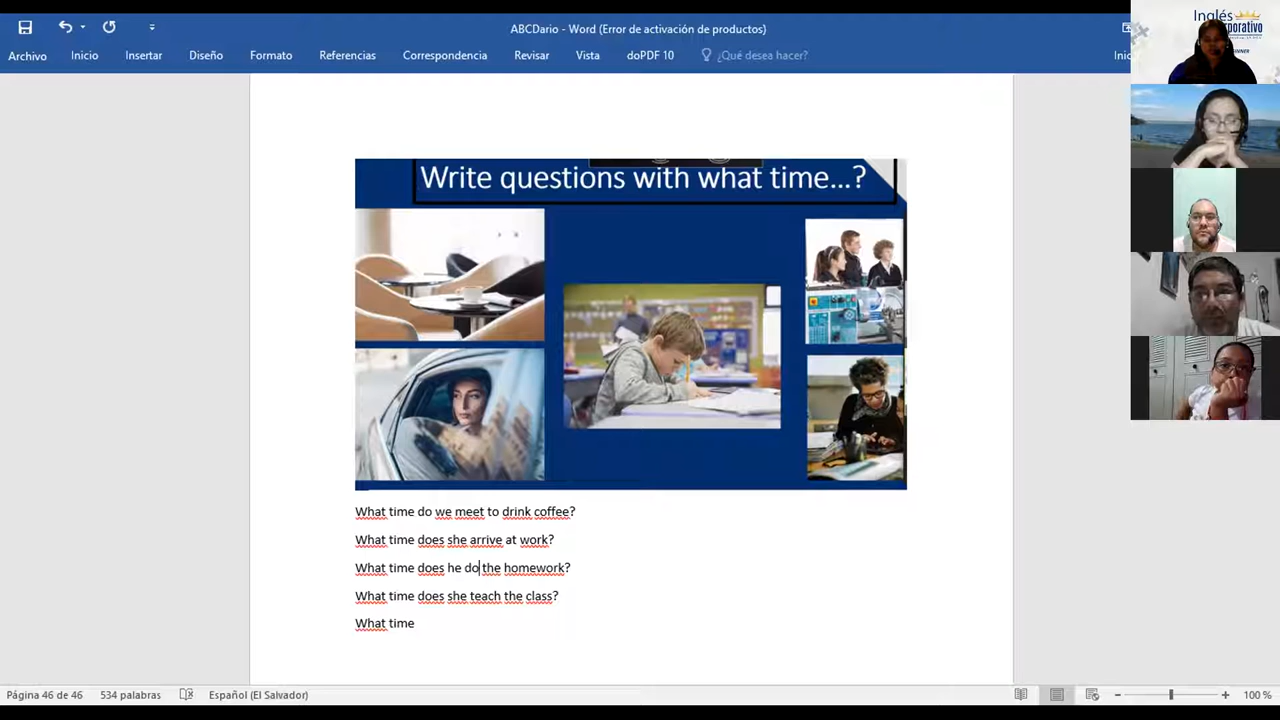 ABCDario - Word (Error de activación de productos)
Archivo Inicio Insertar Diseño Formato Referencias Correspondencia Revisar Vista doPDF 10 ¿Qué desea hacer?
Inglés
Write questions with what time...?
What time do we meet to drink coffee?
What time does she arrive at work?
What time does he do the homework?
What time does she teach the class?
What time
Página 46 de 46 534 palabras Español (El Salvador) 100 %